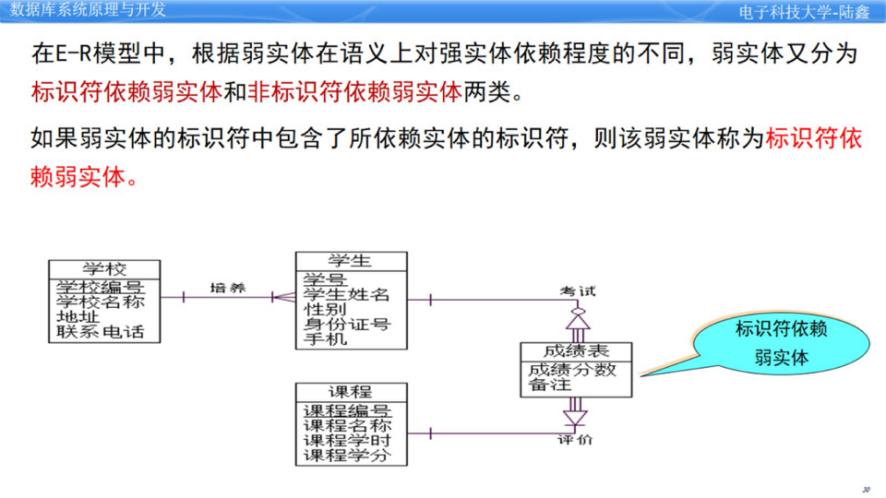 数据库系统原理与开发
电子科技大学-陆鑫
在E-R模型中，根据弱实体在语义上对强实体依赖程度的不同，弱实体又分为
标识符依赖弱实体和非标识符依赖弱实体两类。
如果弱实体的标识符中包含了所依赖实体的标识符，则该弱实体称为标识符依
赖弱实体。
学校
学校编号
学校名称
地址
联系电话
培养
学生
学号
学生姓名
性别
身份证号
手机
考试
标识符依赖
弱实体
成绩表
成绩分数
备注
课程
课程编号
课程名称
课程学时
课程学分
评价
30